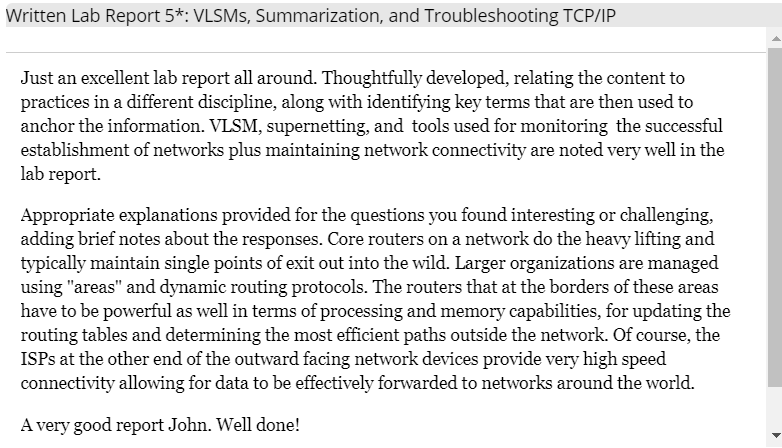 Written Lab Report 5*: VLSMs, Summarization, and Troubleshooting TCP/IP
Just an excellent lab report all around. Thoughtfully developed, relating the content to
practices in a different discipline, along with identifying key terms that are then used to
anchor the information. VLSM, supernetting, and  tools used for monitoring  the successful
establishment of networks plus maintaining network connectivity are noted very well in the
lab report.
Appropriate explanations provided for the questions you found interesting or challenging,
adding brief notes about the responses. Core routers on a network do the heavy lifting and
typically maintain single points of exit out into the wild. Larger organizations are managed
using "areas" and dynamic routing protocols. The routers that at the borders of these areas
have to be powerful as well in terms of processing and memory capabilities, for updating the
routing tables and determining the most efficient paths outside the network. Of course, the
ISPs at the other end of the outward facing network devices provide very high speed
connectivity allowing for data to be effectively forwarded to networks around the world.
A very good report John. Well done!